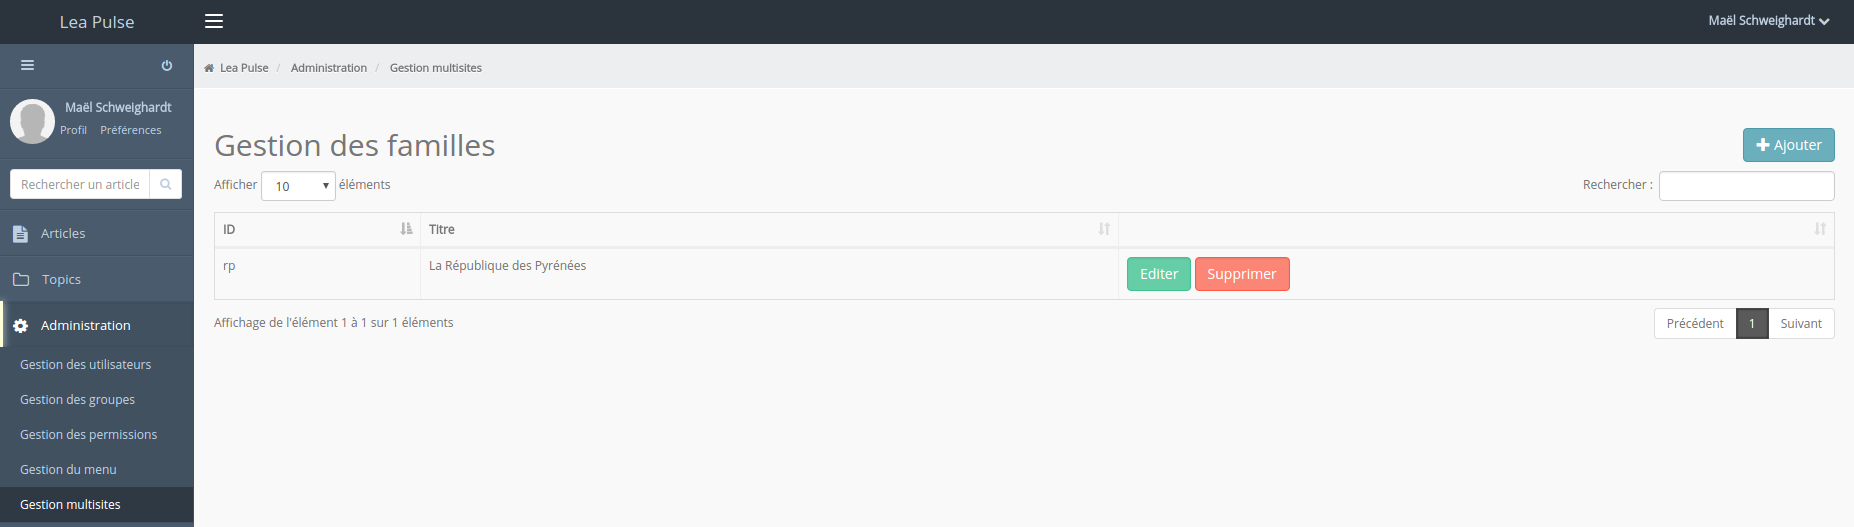 Lea Pulse
Maël Schweighardt
Lea Pulse / Administration / Gestion multisites
Maël Schweighardt
Profil Préférences
Rechercher un article
Articles
Topics
Administration
Gestion des utilisateurs
Gestion des groupes
Gestion des permissions
Gestion du menu
Gestion multisites
Gestion des familles
Ajouter
Afficher 10 éléments
Rechercher :
ID Titre
rp La République des Pyrénées Editer Supprimer
Affichage de l'élément 1 à 1 sur 1 éléments
Précédent 1 Suivant